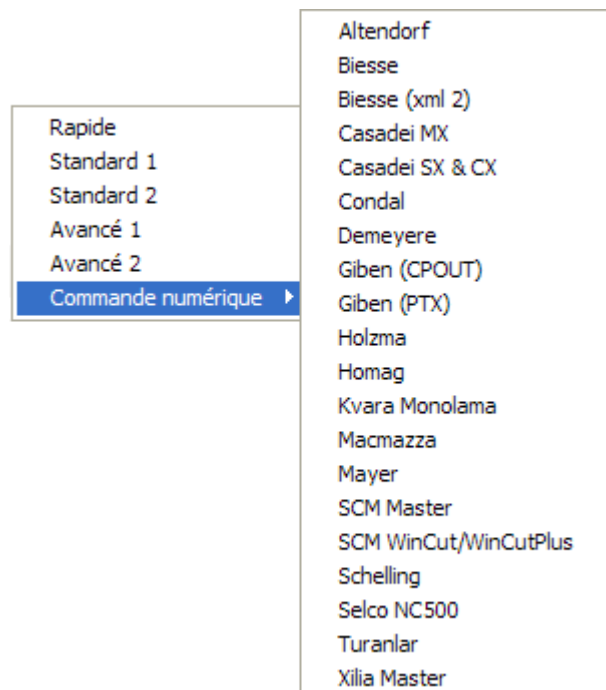 Rapide
Standard 1
Standard 2
Avancé 1
Avancé 2
Commande numérique
Altendorf
Biesse
Biesse (xml 2)
Casadei MX
Casadei SX & CX
Condal
Demeyere
Giben (CPOUT)
Giben (PTX)
Holzma
Homag
Kvara Monolama
Macmazza
Mayer
SCM Master
SCM WinCut/WinCutPlus
Schelling
Selco NC500
Turanlar
Xilia Master